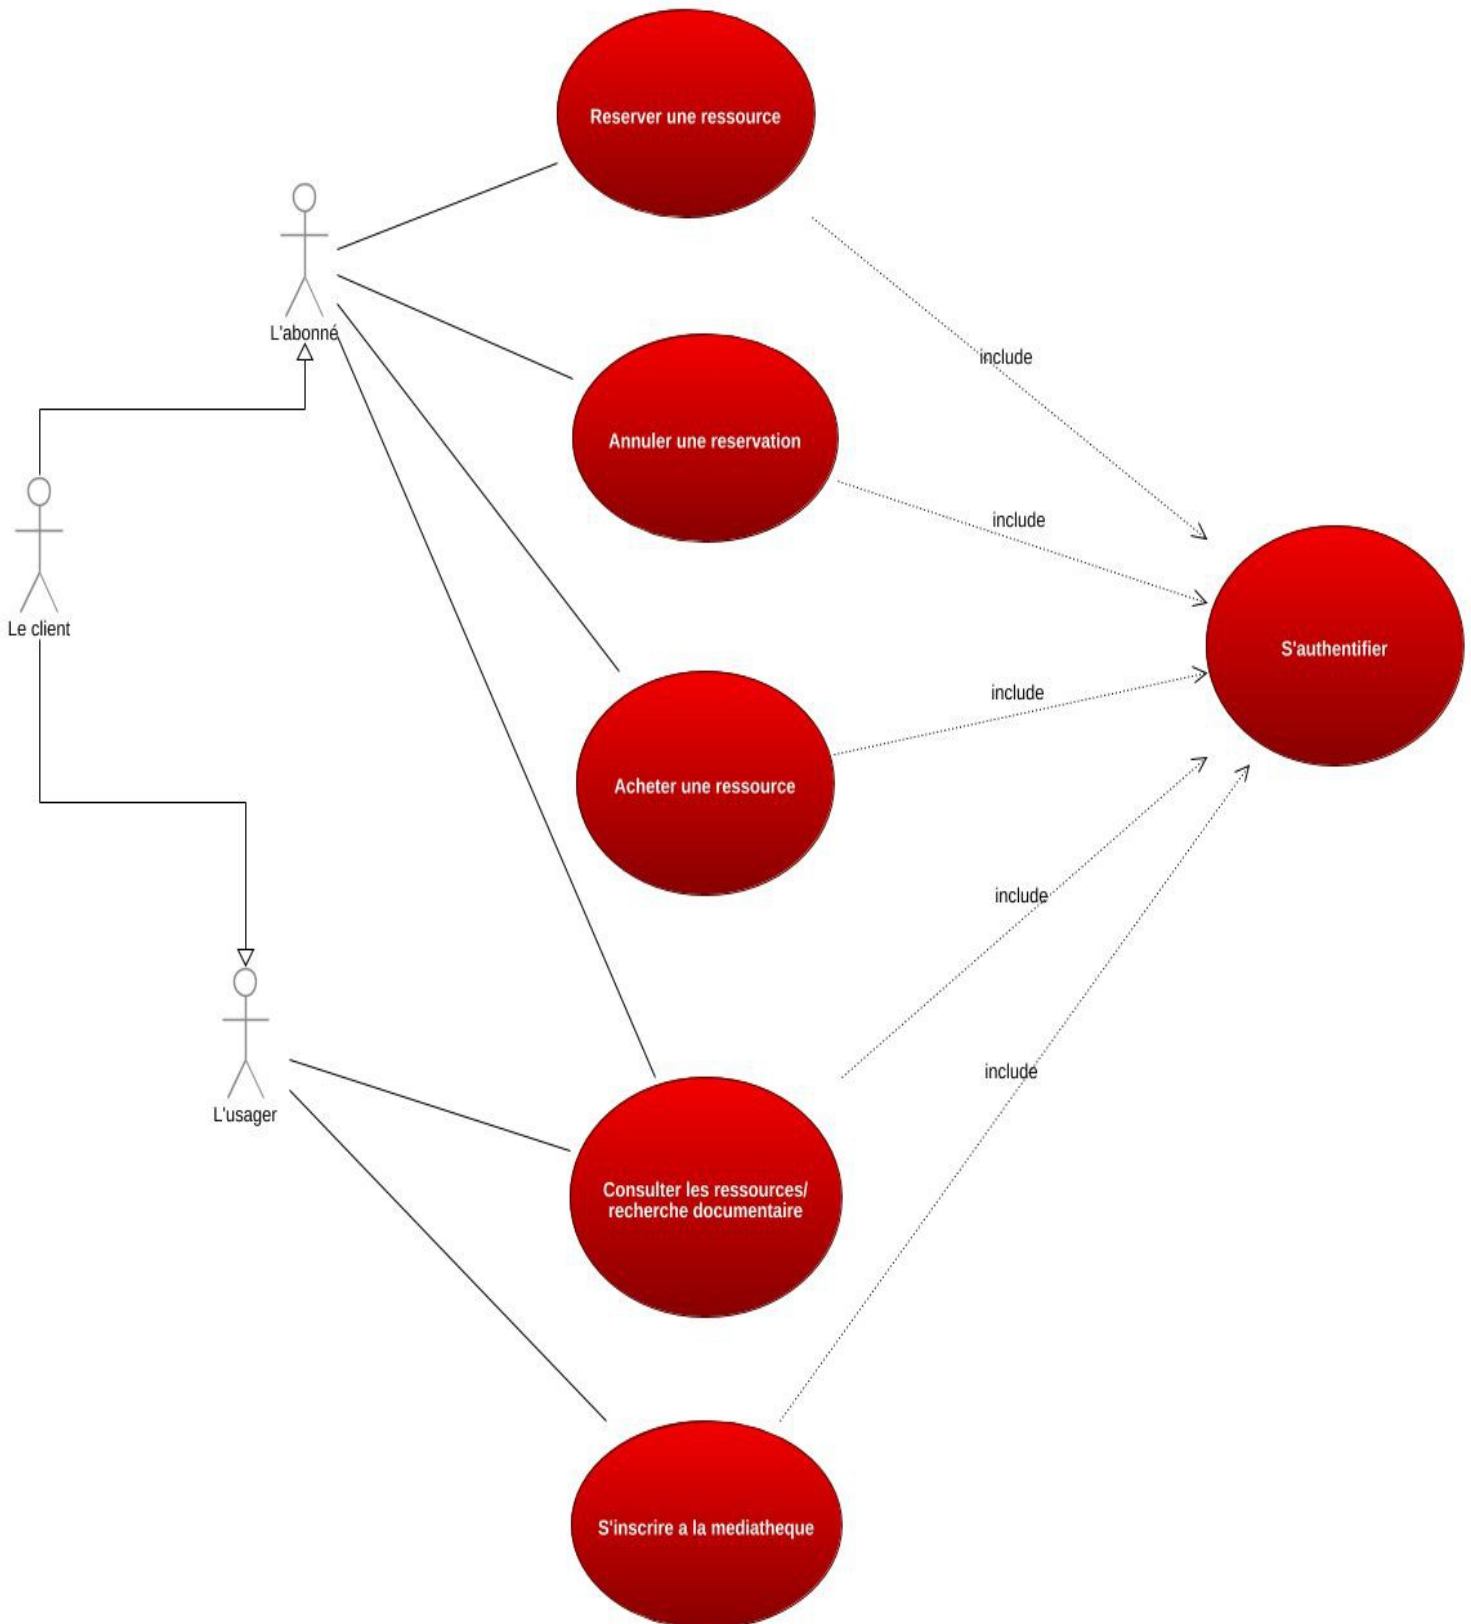 Reserver une ressource
L'abonné
include
Annuler une reservation
include
Le client
S'authentifier
include
Acheter une ressource
include
L'usager
include
Consulter les ressources/
recherche documentaire
S'inscrire a la mediatheque